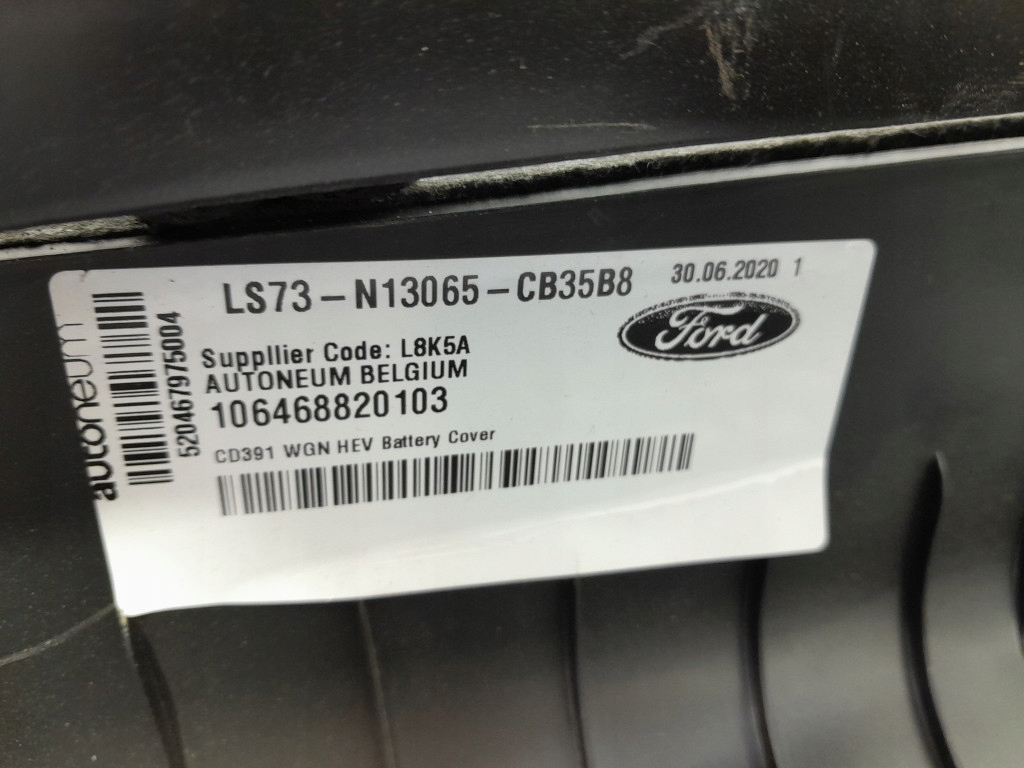 LS73-N13065-CB35B8
30.06.2020 1
Ford
Suppllier Code: L8K5A
AUTONEUM BELGIUM
106468820103
CD391 WGN HEV Battery Cover
autoneum
520467975004